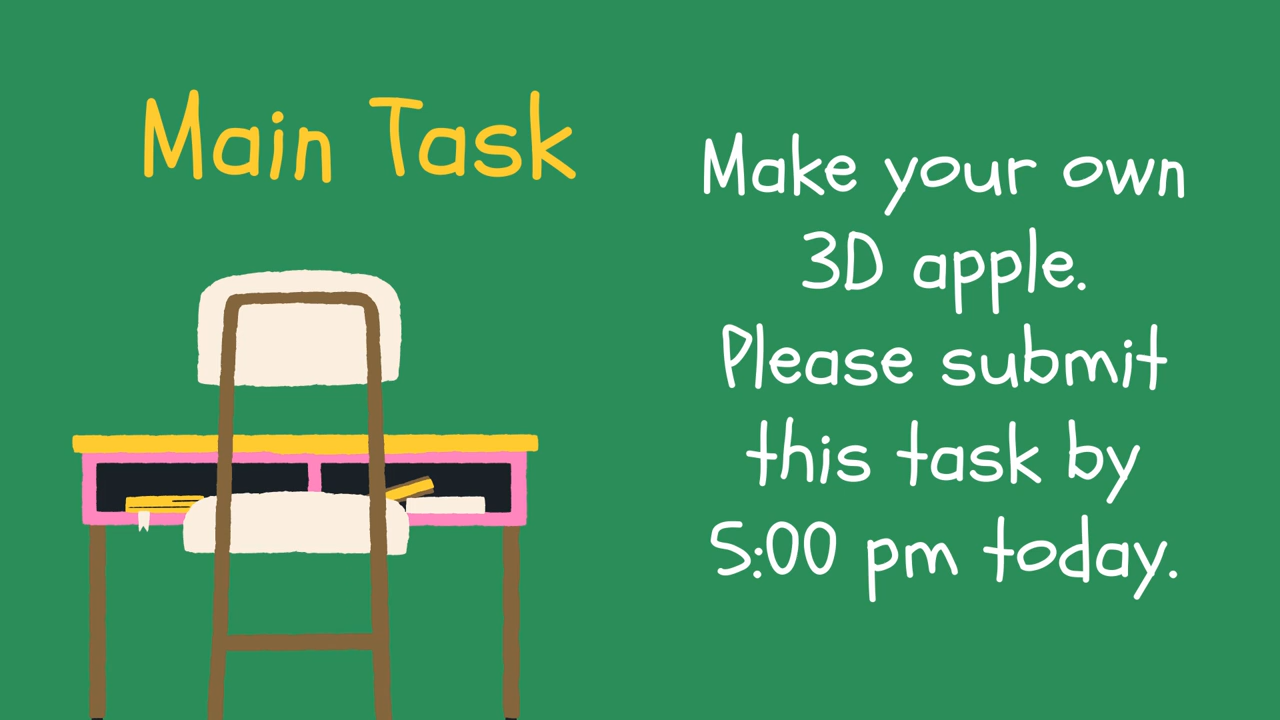 Main Task
Make your own
3D apple.
Please submit
this task by
5:00 pm today.